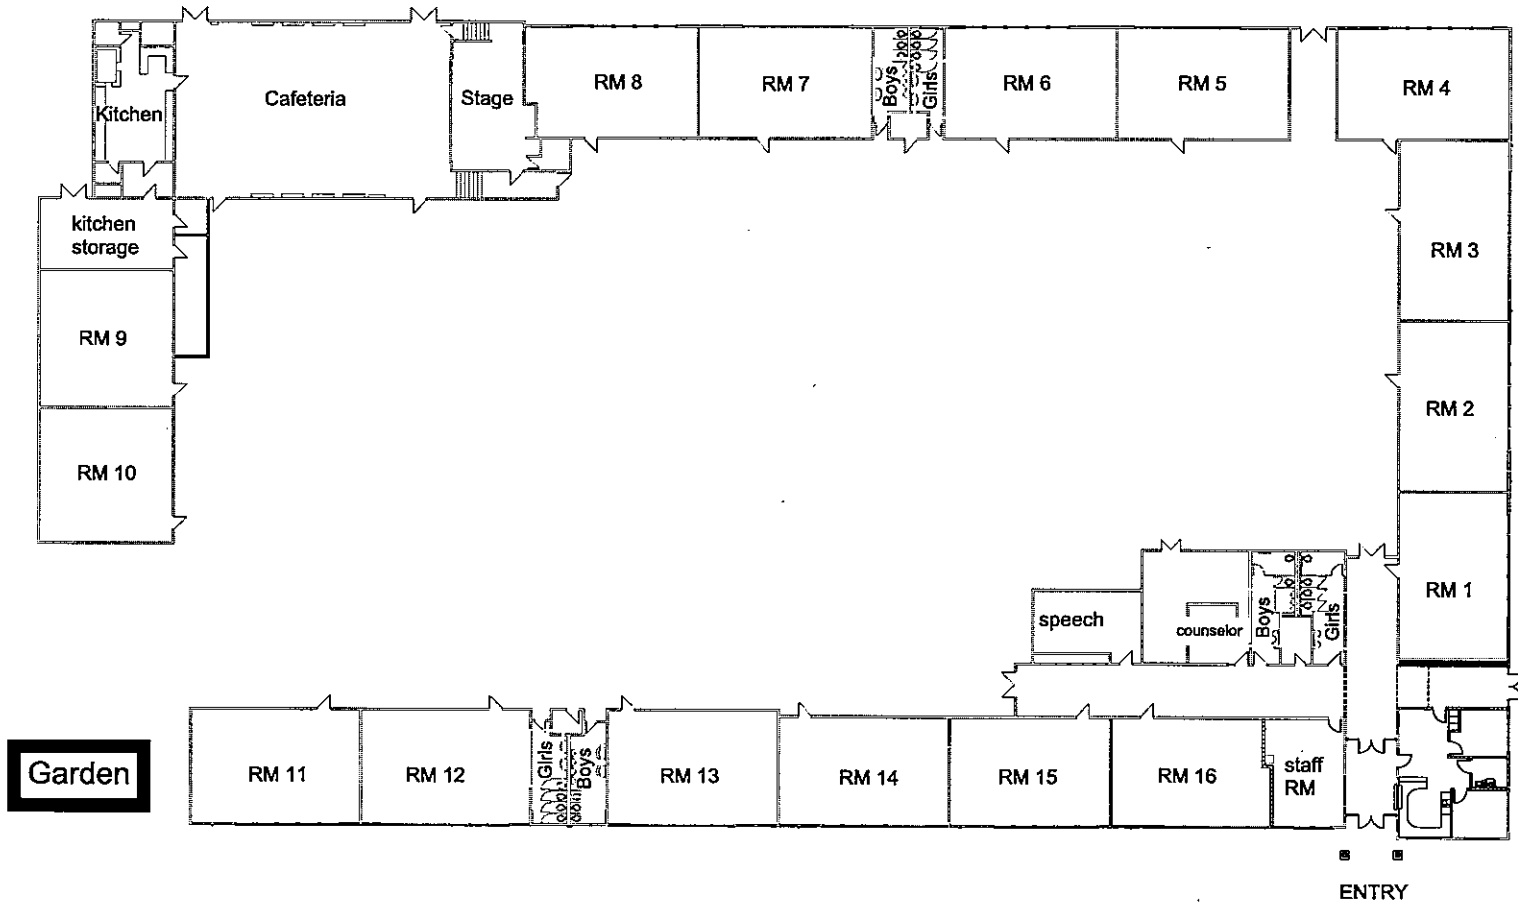 RM 8
RM 7
Boys
Girls
RM 6
RM 5
RM 4
Cafeteria
Stage
Kitchen
kitchen
storage
RM 3
RM 9
RM 2
RM 10
RM 1
speech
counselor
Boys
Girls
Garden
RM 11
RM 12
Girls
Boys
RM 13
RM 14
RM 15
RM 16
staff
RM
ENTRY